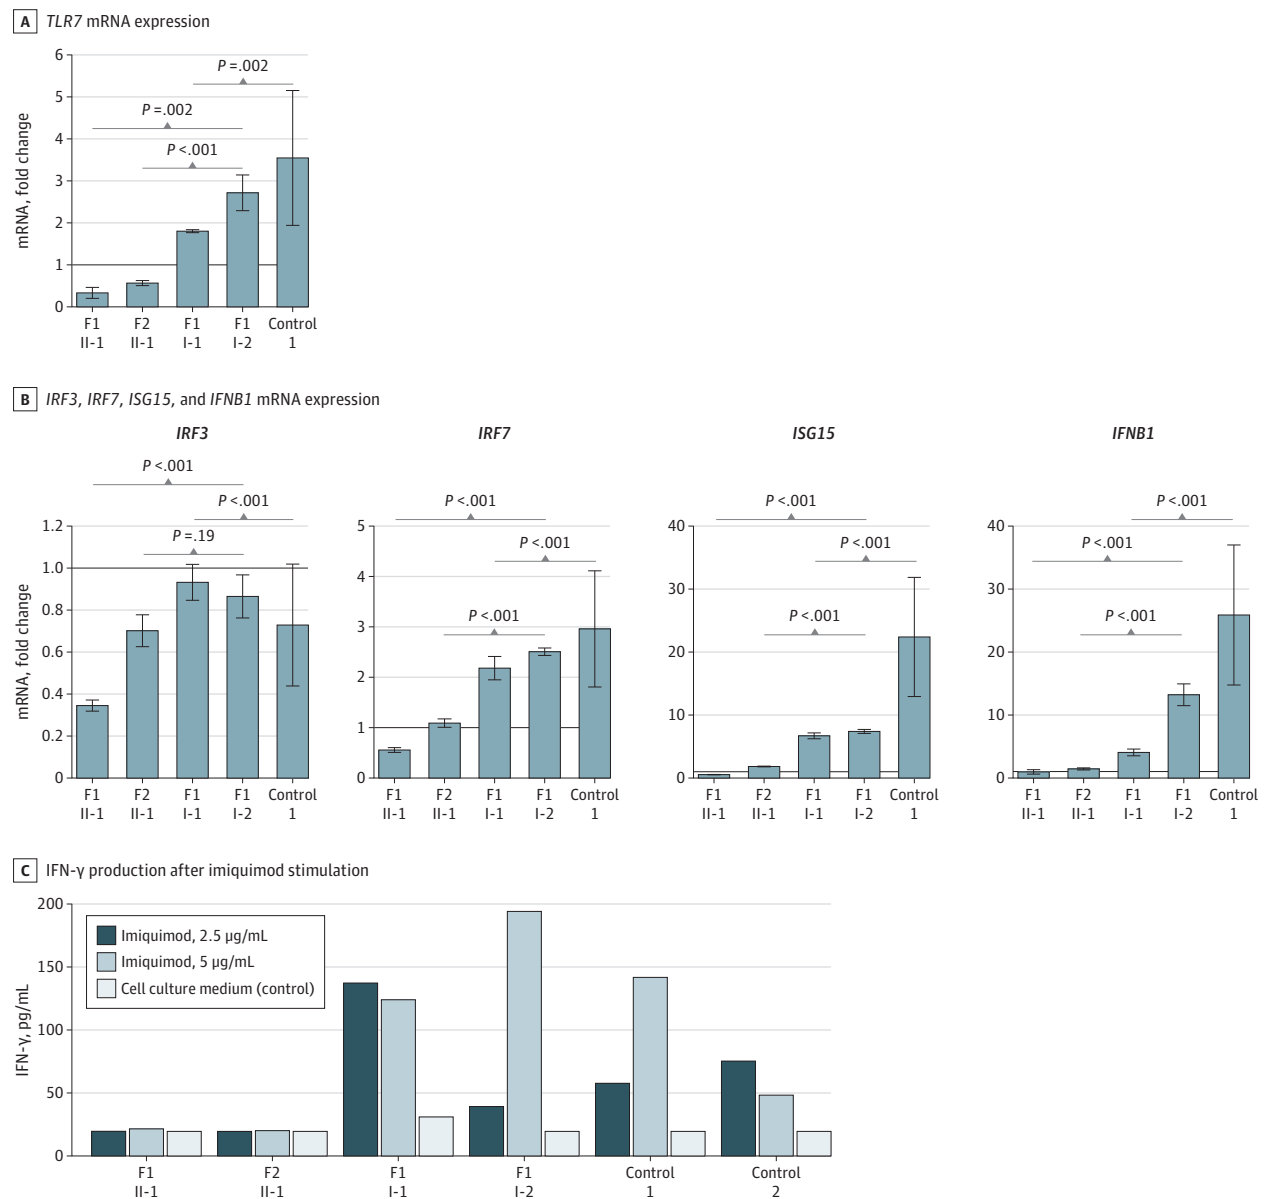 A TLR7 mRNA expression
6
5
4
3
2
1
0
mRNA, fold change
P =.002
P =.002
P <.001
F1 F2 F1 F1 Control
II-1 II-1 I-1 I-2 1
B IRF3, IRF7, ISG15, and IFNB1 mRNA expression
IRF3
P <.001
P <.001
P =.19
1.2
1.0
0.8
0.6
0.4
0.2
0
mRNA, fold change
F1 F2 F1 F1 Control
II-1 II-1 I-1 I-2 1
IRF7
P <.001
P <.001
P <.001
5
4
3
2
1
0
F1 F2 F1 F1 Control
II-1 II-1 I-1 I-2 1
ISG15
P <.001
P <.001
P <.001
40
30
20
10
0
F1 F2 F1 F1 Control
II-1 II-1 I-1 I-2 1
IFNB1
P <.001
P <.001
P <.001
40
30
20
10
0
F1 F2 F1 F1 Control
II-1 II-1 I-1 I-2 1
C IFN-γ production after imiquimod stimulation
200
150
100
50
0
IFN-γ, pg/mL
Imiquimod, 2.5 μg/mL
Imiquimod, 5 μg/mL
Cell culture medium (control)
F1 F2 F1 F1 Control Control
II-1 II-1 I-1 I-2 1 2